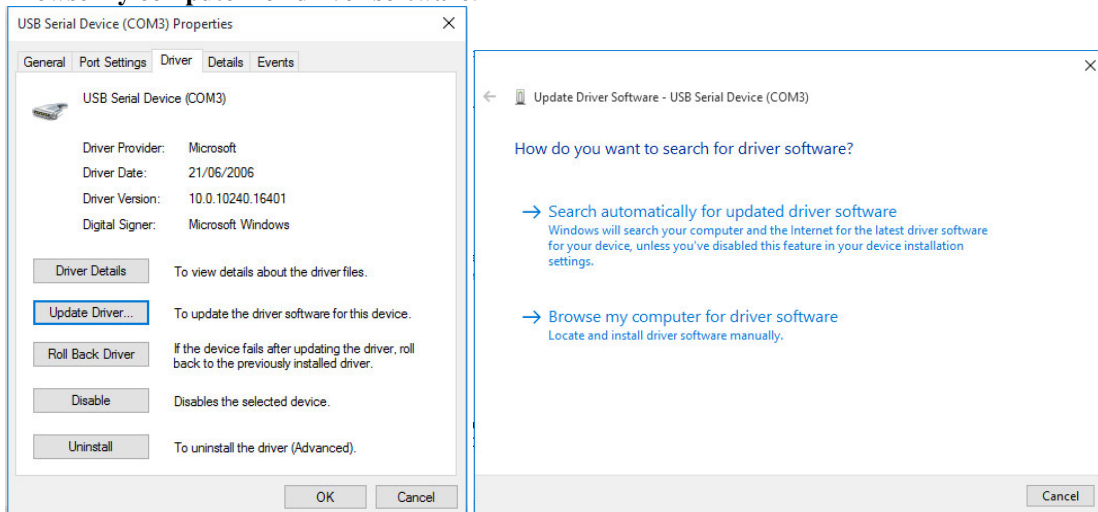 Browse my computer for driver software.
USB Serial Device (COM3) Properties
General Port Settings Driver Details Events
USB Serial Device (COM3)
Driver Provider: Microsoft
Driver Date: 21/06/2006
Driver Version: 10.0.10240.16401
Digital Signer: Microsoft Windows
Driver Details To view details about the driver files.
Update Driver... To update the driver software for this device.
Roll Back Driver If the device fails after updating the driver, roll
back to the previously installed driver.
Disable Disables the selected device.
Uninstall To uninstall the driver (Advanced).
OK Cancel
Update Driver Software - USB Serial Device (COM3)
How do you want to search for driver software?
Search automatically for updated driver software
Windows will search your computer and the Internet for the latest driver software
for your device, unless you've disabled this feature in your device installation
settings.
Browse my computer for driver software
Locate and install driver software manually.
Cancel